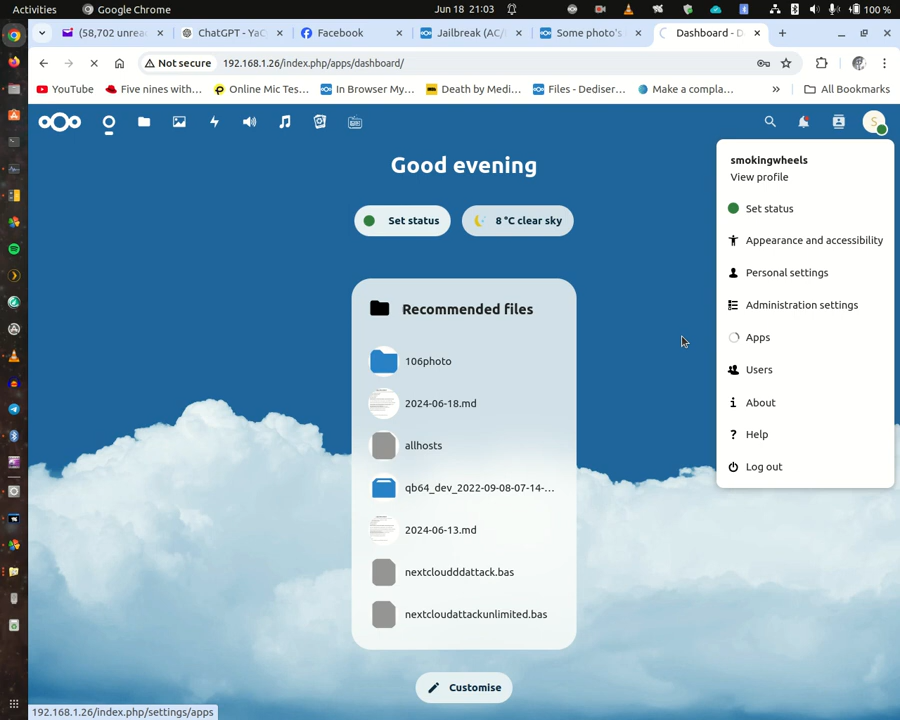 Activities
Google Chrome
Jun 18 21:03
100 %
(58,702 unrea
ChatGPT - YaC
Facebook
Jailbreak (AC/
Some photo's
Dashboard - D
Not secure
192.168.1.26/index.php/apps/dashboard/
YouTube
Five nines with...
Online Mic Tes...
In Browser My...
Death by Medi...
Files - Dediser...
Make a compla...
»
All Bookmarks
S
Good evening
Set status
8 °C clear sky
Recommended files
106photo
2024-06-18.md
allhosts
qb64_dev_2022-09-08-07-14-...
2024-06-13.md
nextcloudddattack.bas
nextcloudattackunlimited.bas
Customise
smokingwheels
View profile
Set status
Appearance and accessibility
Personal settings
Administration settings
Apps
Users
About
Help
Log out
192.168.1.26/index.php/settings/apps